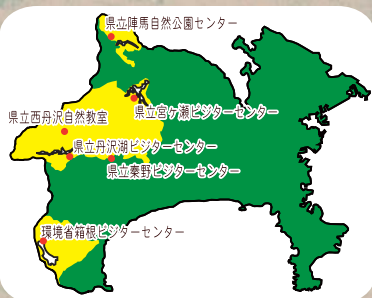 県立陣馬自然公園センター
県立宮ケ瀬ビジターセンター
県立西丹沢自然教室
県立丹沢湖ビジターセンター
県立秦野ビジターセンター
環境省箱根ビジターセンター